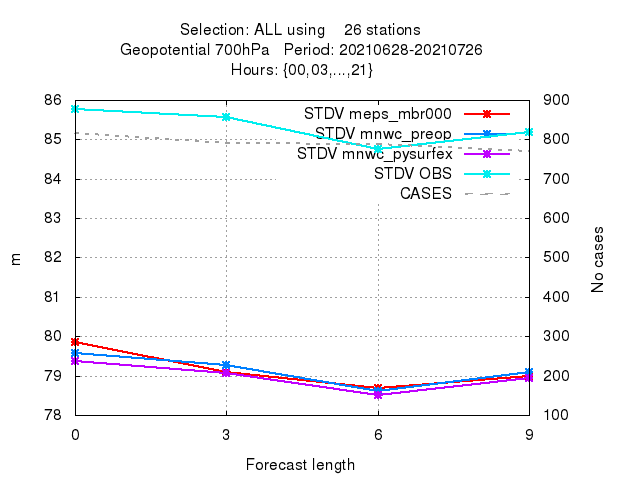 Selection: ALL using 26 stations
Geopotential 700hPa Period: 20210628-20210726
Hours: {00,03,...,21}
86
85
84
83
82
81
80
79
78
900
800
700
600
500
400
300
200
100
STDV meps_mbr000
STDV mnwc_preop
STDV mnwc_pysurfex
STDV OBS
CASES
m
No cases
0
3
6
9
Forecast length